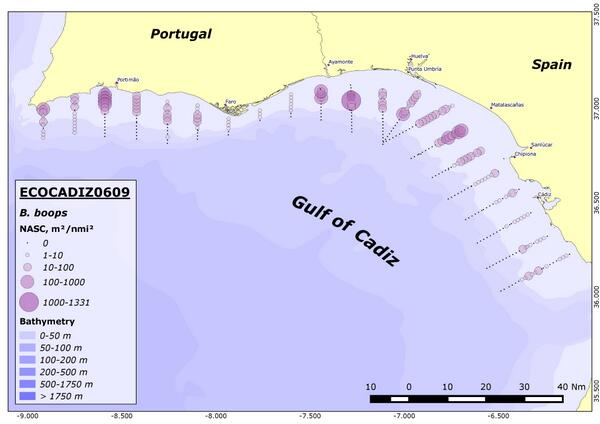 Portugal
Spain
Portimão
Faro
Ayamonte
Huelva
Punta Umbría
Matalascañas
Sanlúcar
Chipiona
Cádiz
Gulf of Cadiz
ECOCADIZ0609
B. boops
NASC, m²/nmi²
0
1-10
10-100
100-1000
1000-1331
Bathymetry
0-50 m
50-100 m
100-200 m
200-500 m
500-1750 m
> 1750 m
10 0 10 20 30 40 Nm
-9.000 -8.500 -8.000 -7.500 -7.000 -6.500
37.500
37.000
36.500
36.000
35.500